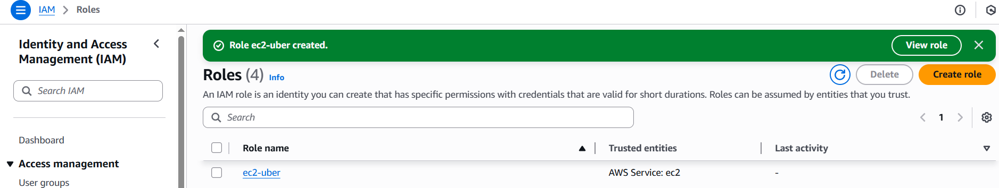 IAM > Roles
Identity and Access
Management (IAM)
Search IAM
Dashboard
Access management
User groups
Role ec2-uber created.
View role
Roles (4) Info
Delete
Create role
An IAM role is an identity you can create that has specific permissions with credentials that are valid for short durations. Roles can be assumed by entities that you trust.
Search
1
Role name
Trusted entities
Last activity
ec2-uber
AWS Service: ec2
-